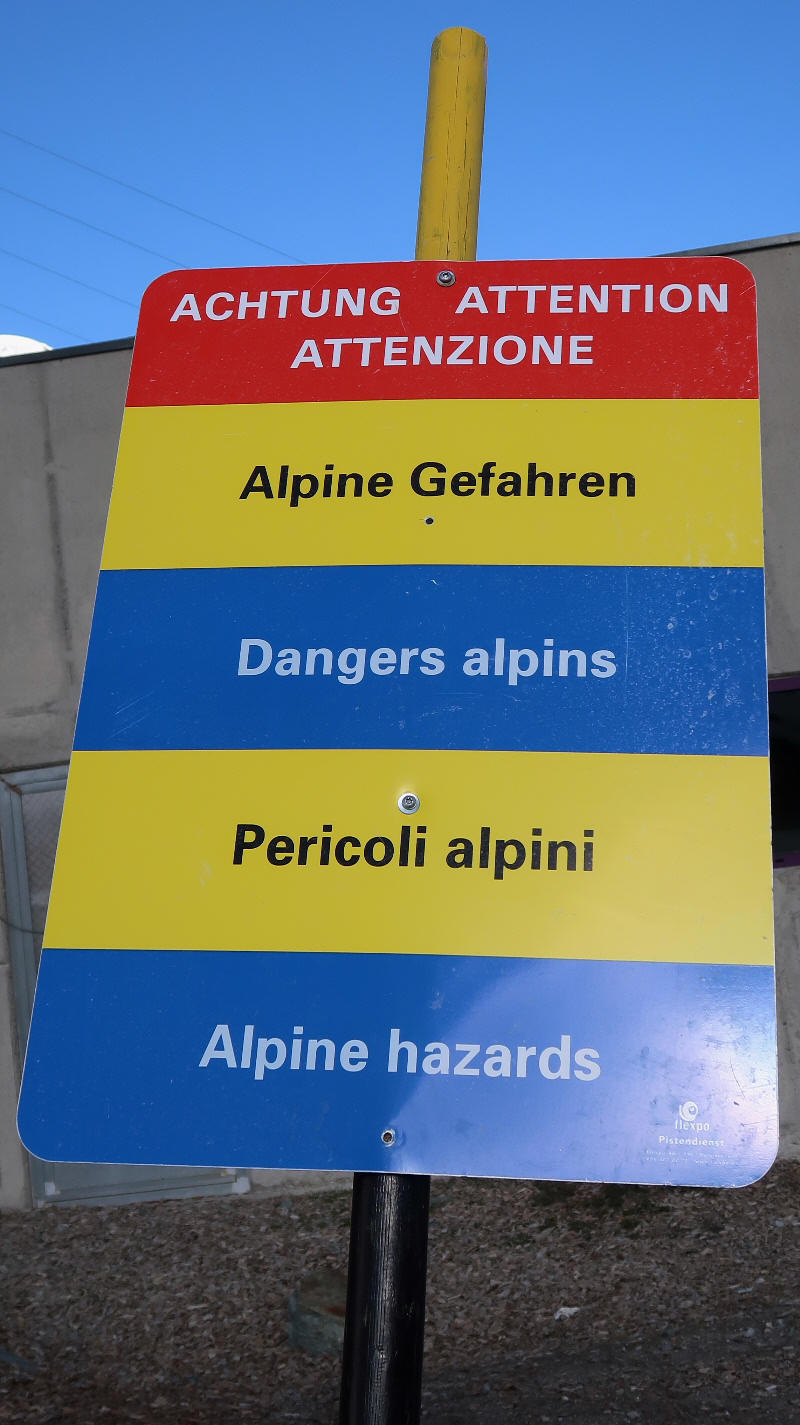 ACHTUNG ATTENTION
ATTENZIONE
Alpine Gefahren
Dangers alpins
Pericoli alpini
Alpine hazards
flexpo
Pistendienst